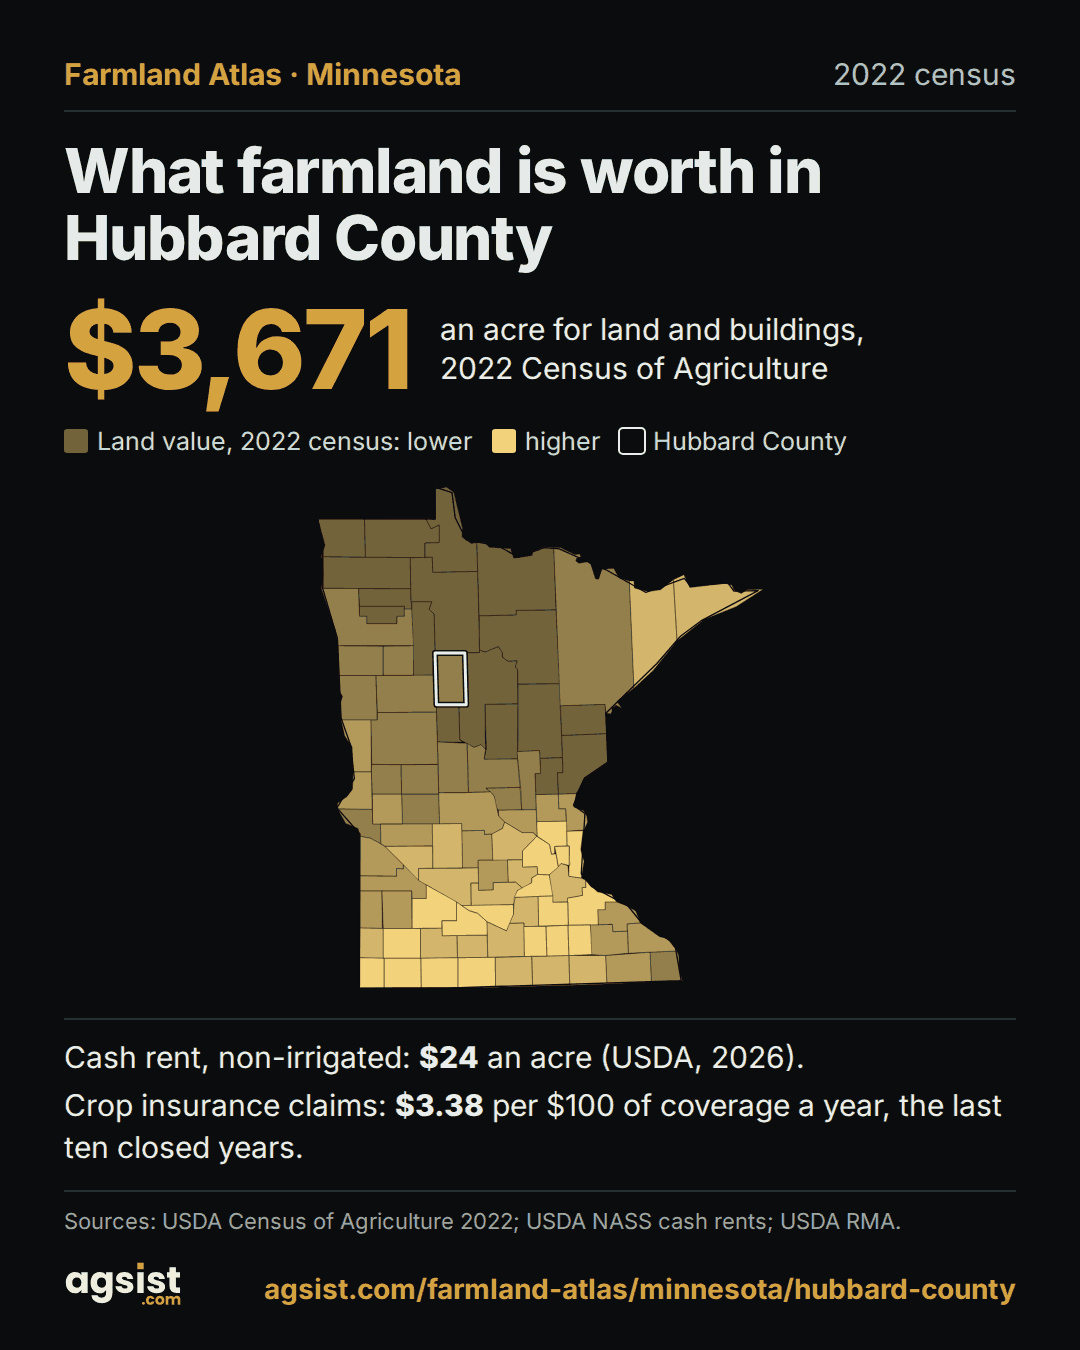 Farmland Atlas · Minnesota
2022 census
What farmland is worth in
Hubbard County
$3,671
an acre for land and buildings,
2022 Census of Agriculture
Land value, 2022 census: lower
higher
Hubbard County
Cash rent, non-irrigated: $24 an acre (USDA, 2026).
Crop insurance claims: $3.38 per $100 of coverage a year, the last
ten closed years.
Sources: USDA Census of Agriculture 2022; USDA NASS cash rents; USDA RMA.
agsist
.com
agsist.com/farmland-atlas/minnesota/hubbard-county